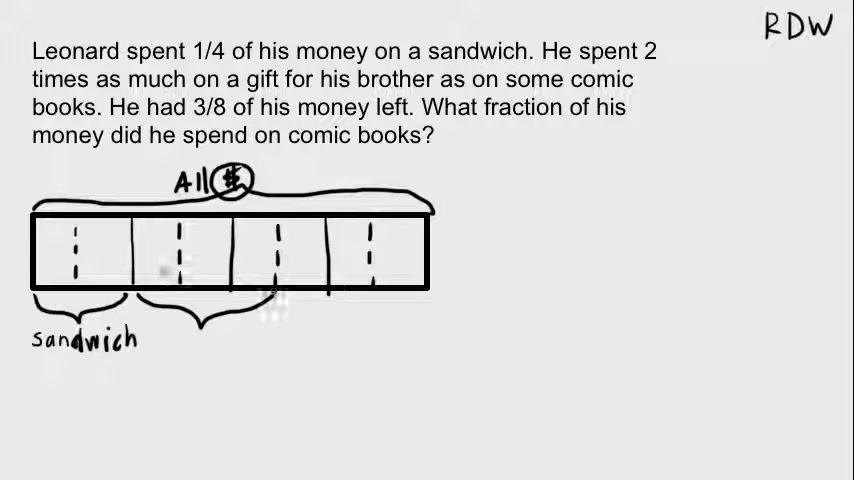 RDW
Leonard spent 1/4 of his money on a sandwich. He spent 2
times as much on a gift for his brother as on some comic
books. He had 3/8 of his money left. What fraction of his
money did he spend on comic books?
All $
sandwich